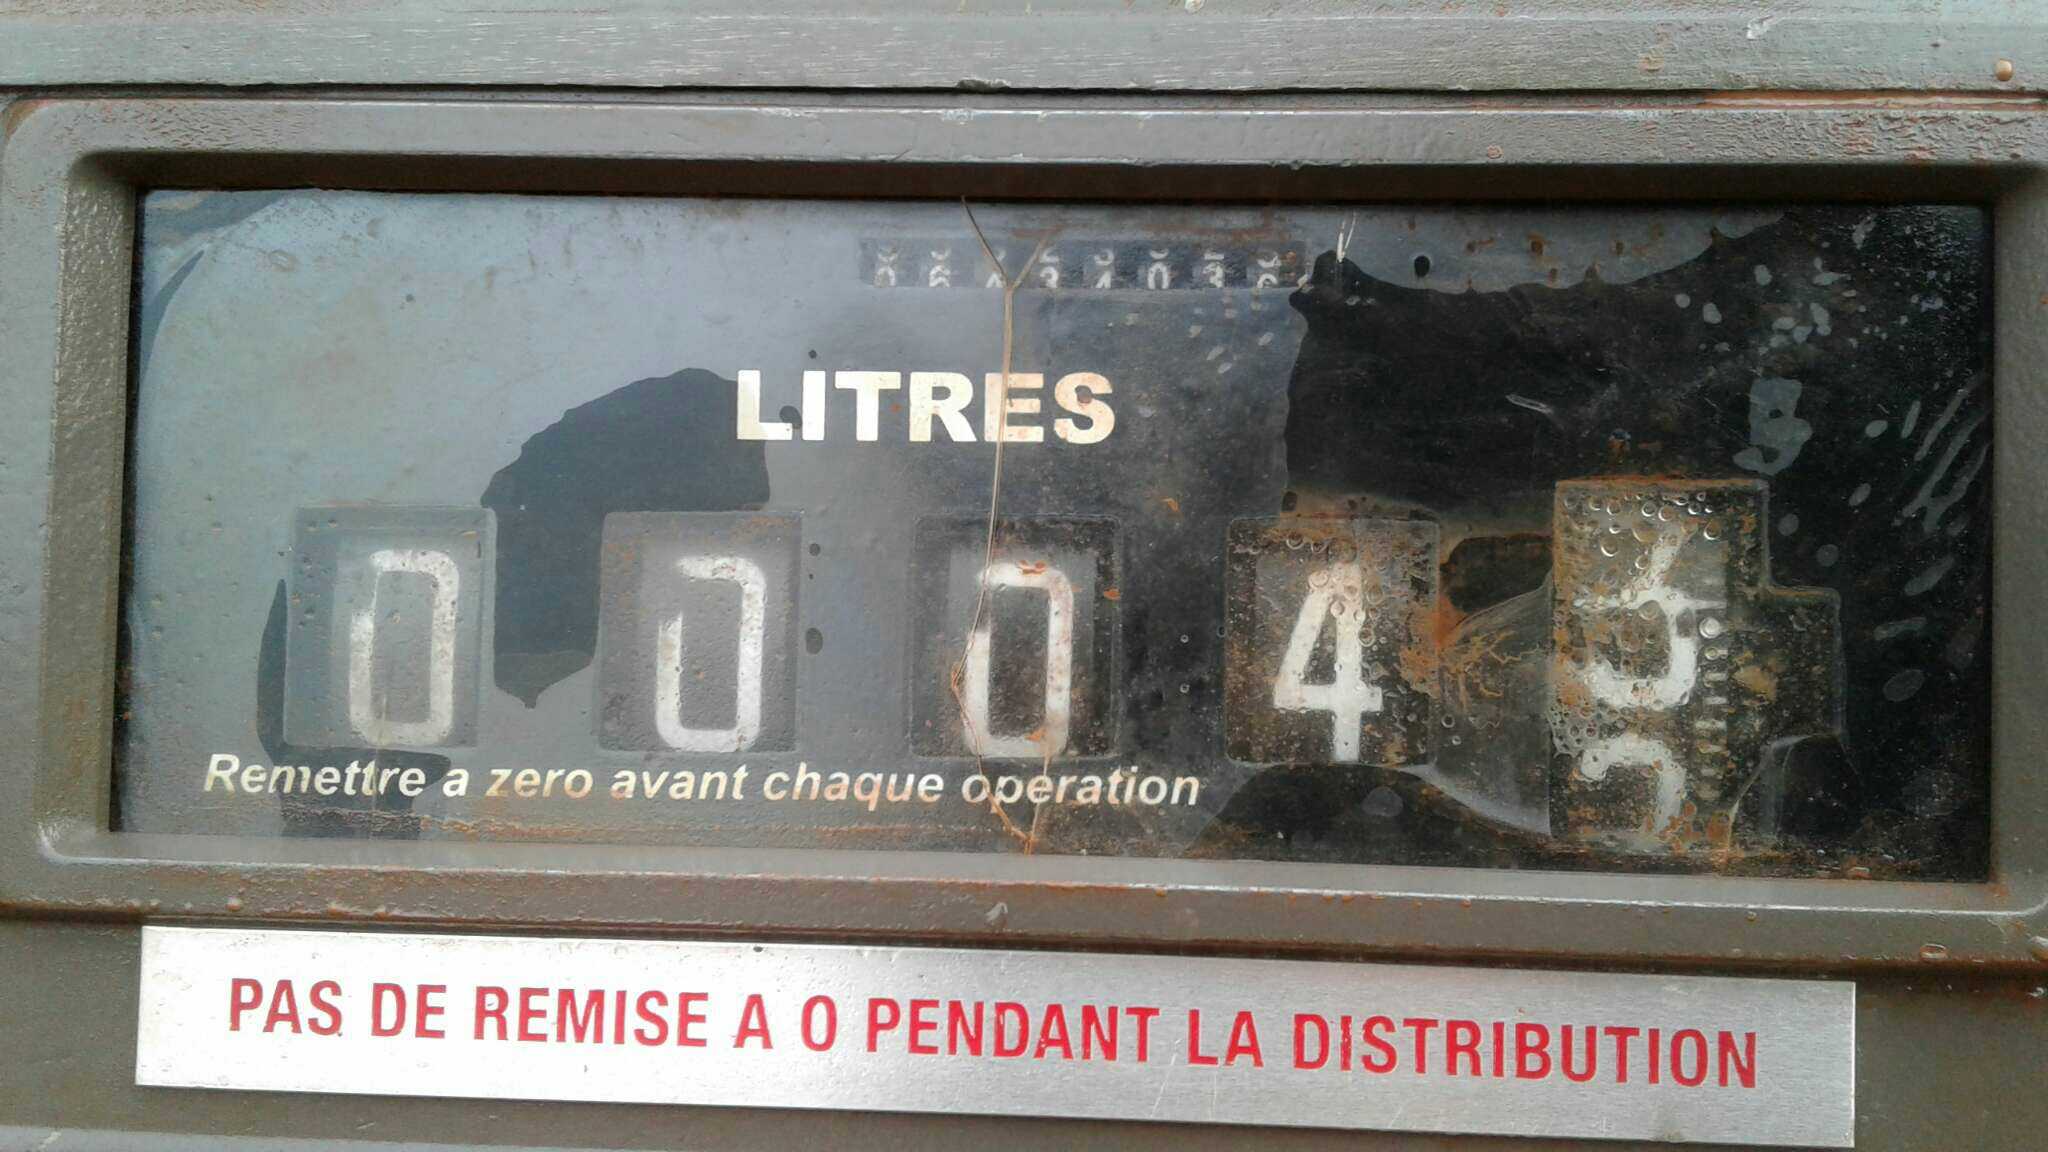 LITRES
0 0 0 4
Remettre a zero avant chaque operation
PAS DE REMISE A 0 PENDANT LA DISTRIBUTION